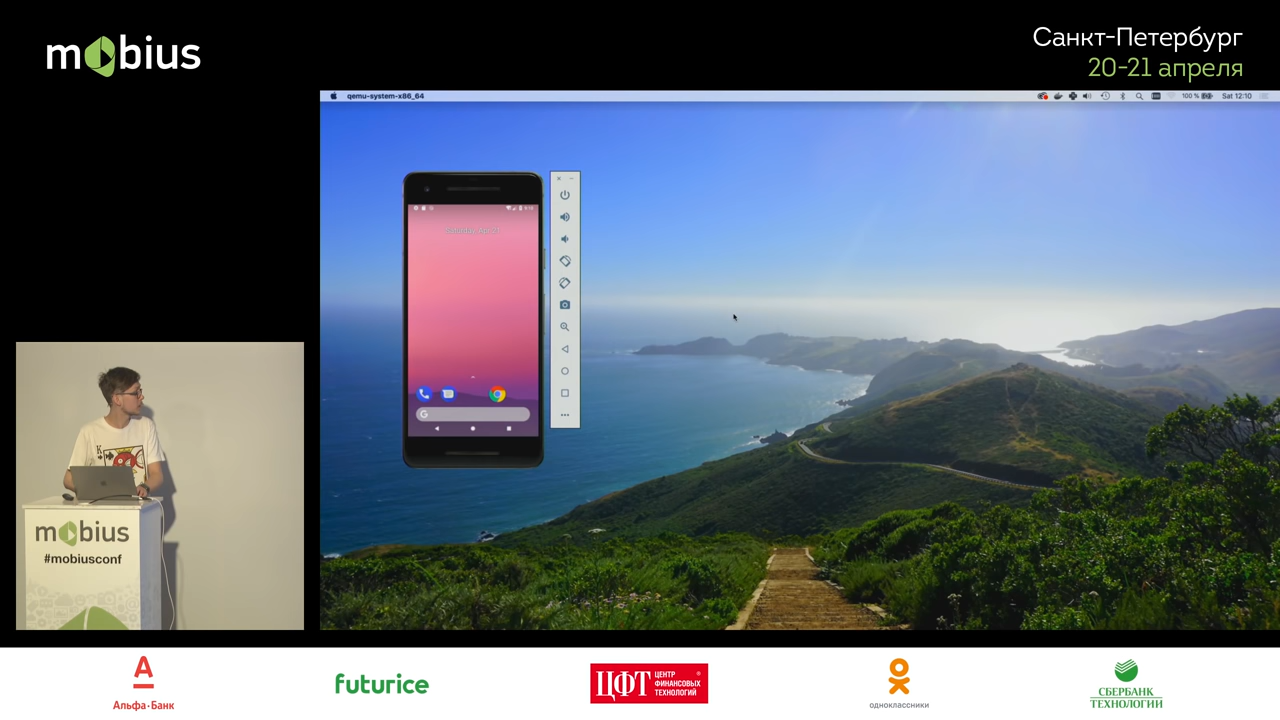 mobius
Санкт-Петербург
20-21 апреля
qemu-system-x86_64
100 %
Sat 12:10
G
K
mobius
#mobiusconf
А
Альфа·Банк
futurice
ЦФТ
ЦЕНТР
ФИНАНСОВЫХ
ТЕХНОЛОГИЙ
®
одноклассники
СБЕРБАНК
ТЕХНОЛОГИИ